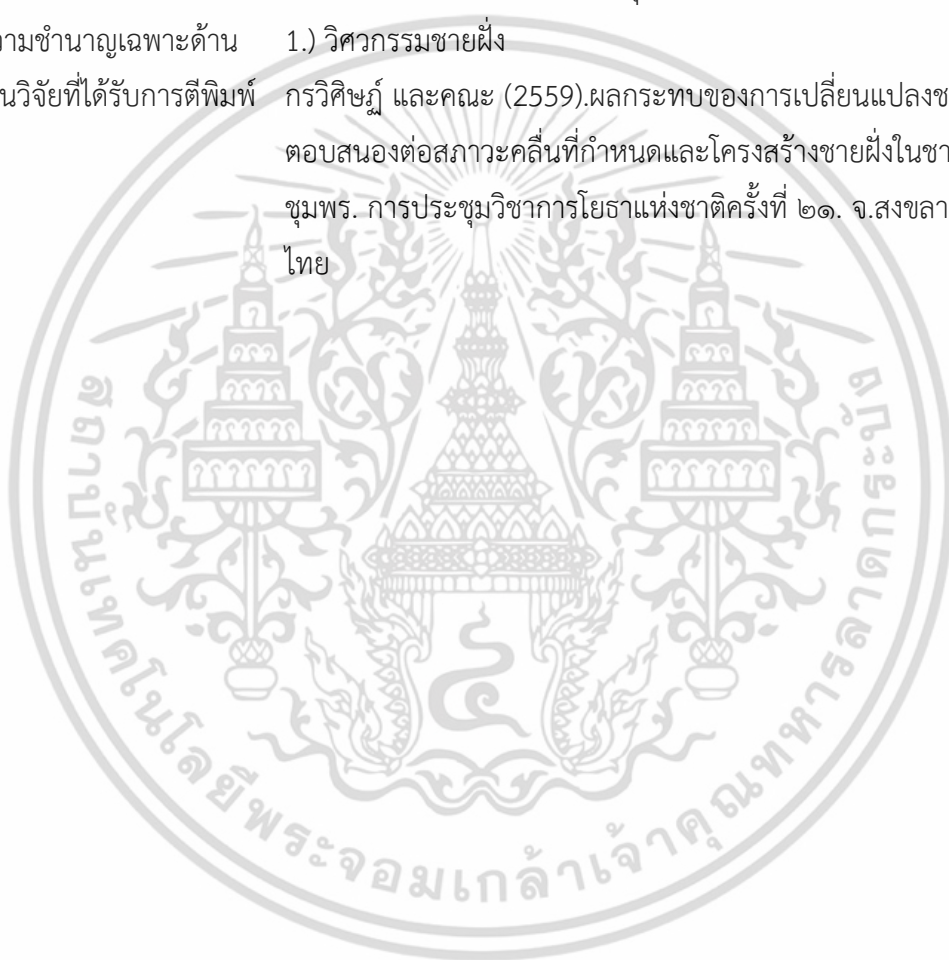 วามชำนาญเฉพาะด้าน 1.) วิศวกรรมชายฝั่ง
นวิจัยที่ได้รับการตีพิมพ์ กรวิศิษฏ์ และคณะ (2559).ผลกระทบของการเปลี่ยนแปลงช
ตอบสนองต่อสภาวะคลื่นที่กำหนดและโครงสร้างชายฝั่งในชา
ชุมพร. การประชุมวิชาการโยธาแห่งชาติครั้งที่ ๒๑. จ.สงขลา
ไทย
สถาบันเทคโนโลยีพระจอมเกล้าเจ้าคุณทหารลาดกระบัง
๔